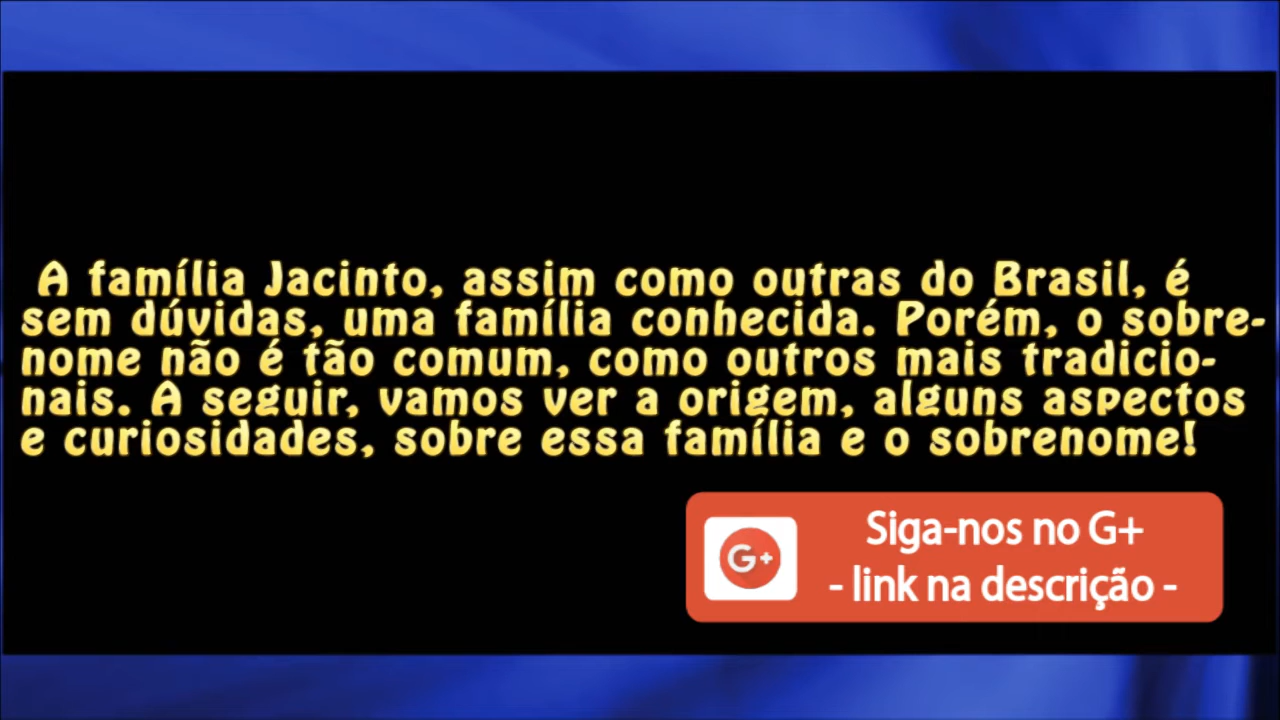 A família Jacinto, assim como outras do Brasil, é
sem dúvidas, uma família conhecida. Porém, o sobre-
nome não é tão comum, como outros mais tradicio-
nais. A seguir, vamos ver a origem, alguns aspectos
e curiosidades, sobre essa família e o sobrenome!
Siga-nos no G+
G+
- link na descrição -